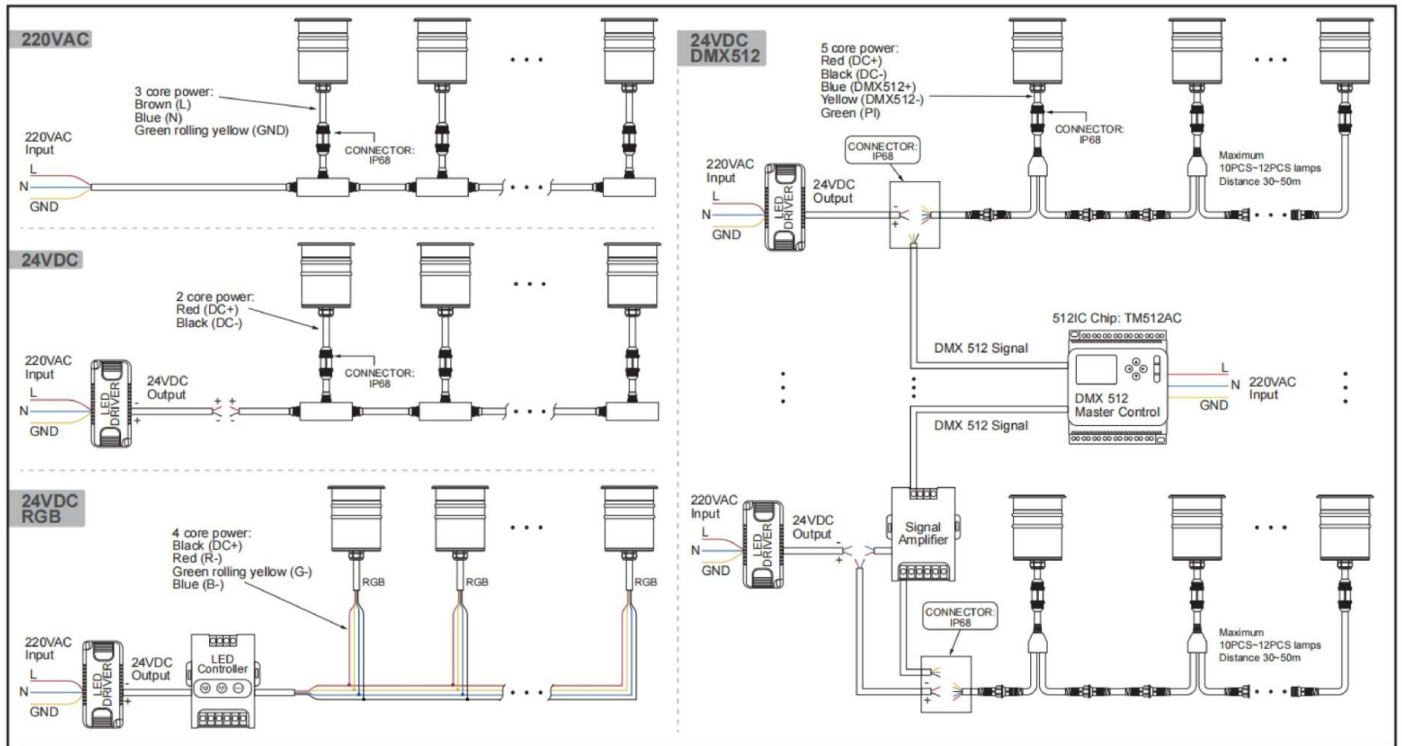 220VAC
3 core power:
Brown (L)
Blue (N)
Green rolling yellow (GND)
220VAC
Input
L
N
GND
CONNECTOR:
IP68
24VDC
2 core power:
Red (DC+)
Black (DC-)
220VAC
Input
L
N
GND
LED
DRIVER
24VDC
Output
-
+
+ +
- -
CONNECTOR:
IP68
24VDC
RGB
4 core power:
Black (DC+)
Red (R-)
Green rolling yellow (G-)
Blue (B-)
RGB
RGB
RGB
220VAC
Input
L
N
GND
LED
DRIVER
24VDC
Output
-
+
LED
Controller
24VDC
DMX512
5 core power:
Red (DC+)
Black (DC-)
Blue (DMX512+)
Yellow (DMX512-)
Green (PI)
CONNECTOR:
IP68
CONNECTOR:
IP68
220VAC
Input
L
N
GND
LED
DRIVER
24VDC
Output
-
+
Maximum
10PCS~12PCS lamps
Distance 30~50m
512IC Chip: TM512AC
DMX 512 Signal
DMX 512
Master Control
L
N
GND
220VAC
Input
DMX 512 Signal
220VAC
Input
L
N
GND
LED
DRIVER
24VDC
Output
-
+
Signal
Amplifier
CONNECTOR:
IP68
-
+
Maximum
10PCS~12PCS lamps
Distance 30~50m